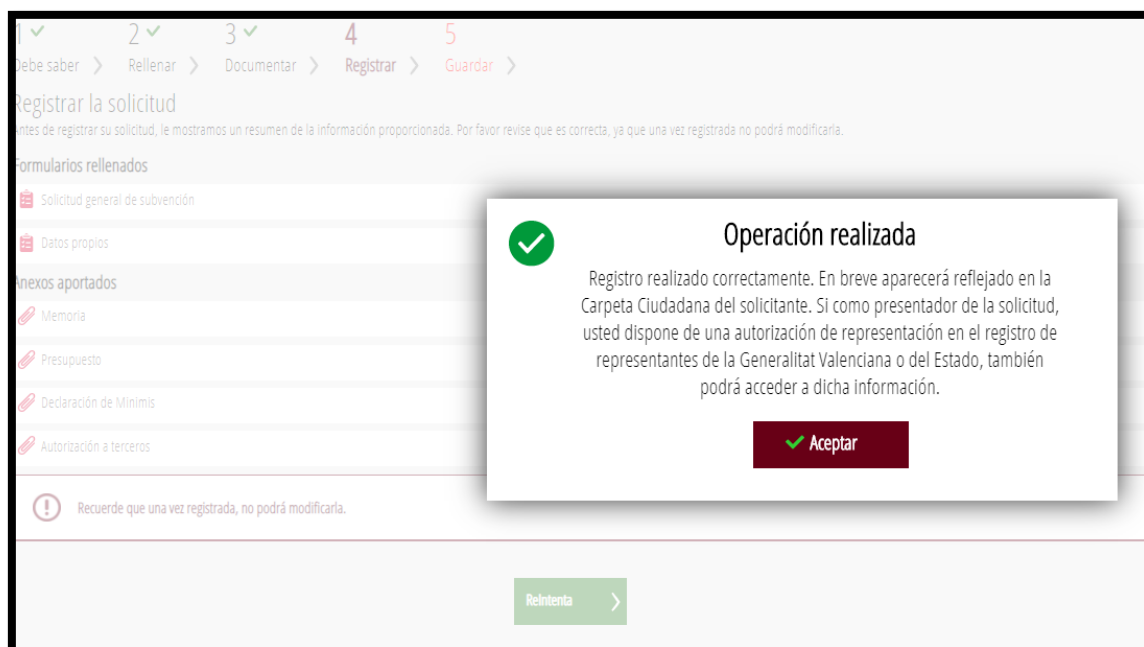 1 2 3 4 5
Debe saber Rellenar Documentar Registrar Guardar
Registrar la solicitud
Antes de registrar su solicitud, le mostramos un resumen de la información proporcionada. Por favor revise que es correcta, ya que una vez registrada no podrá modificarla.
Formularios rellenados
Solicitud general de subvención
Datos propios
Anexos aportados
Memoria
Presupuesto
Declaración de Minimis
Autorización a terceros
Recuerde que una vez registrada, no podrá modificarla.
Reintenta
Operación realizada
Registro realizado correctamente. En breve aparecerá reflejado en la
Carpeta Ciudadana del solicitante. Si como presentador de la solicitud,
usted dispone de una autorización de representación en el registro de
representantes de la Generalitat Valenciana o del Estado, también
podrá acceder a dicha información.
Aceptar